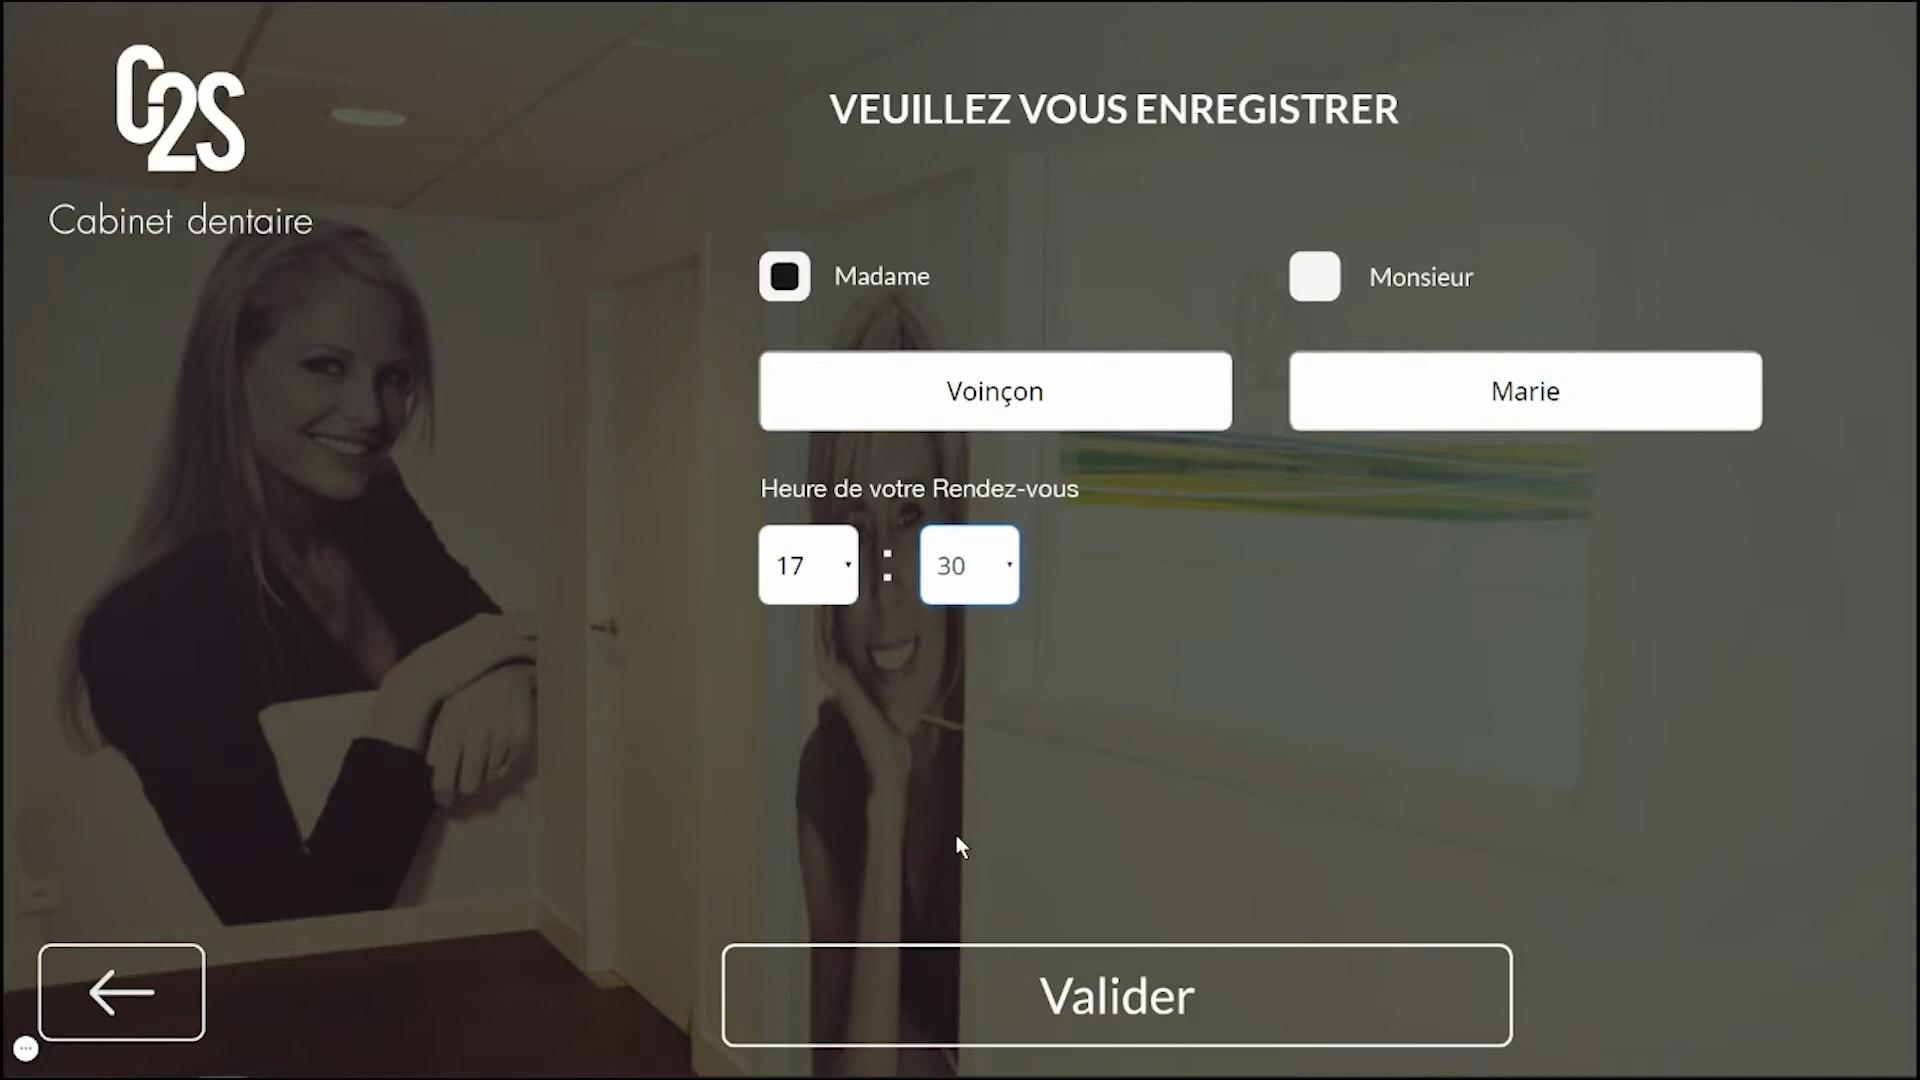 C2S
Cabinet dentaire
VEUILLEZ VOUS ENREGISTRER
Madame
Monsieur
Voinçon
Marie
Heure de votre Rendez-vous
17 : 30
Valider